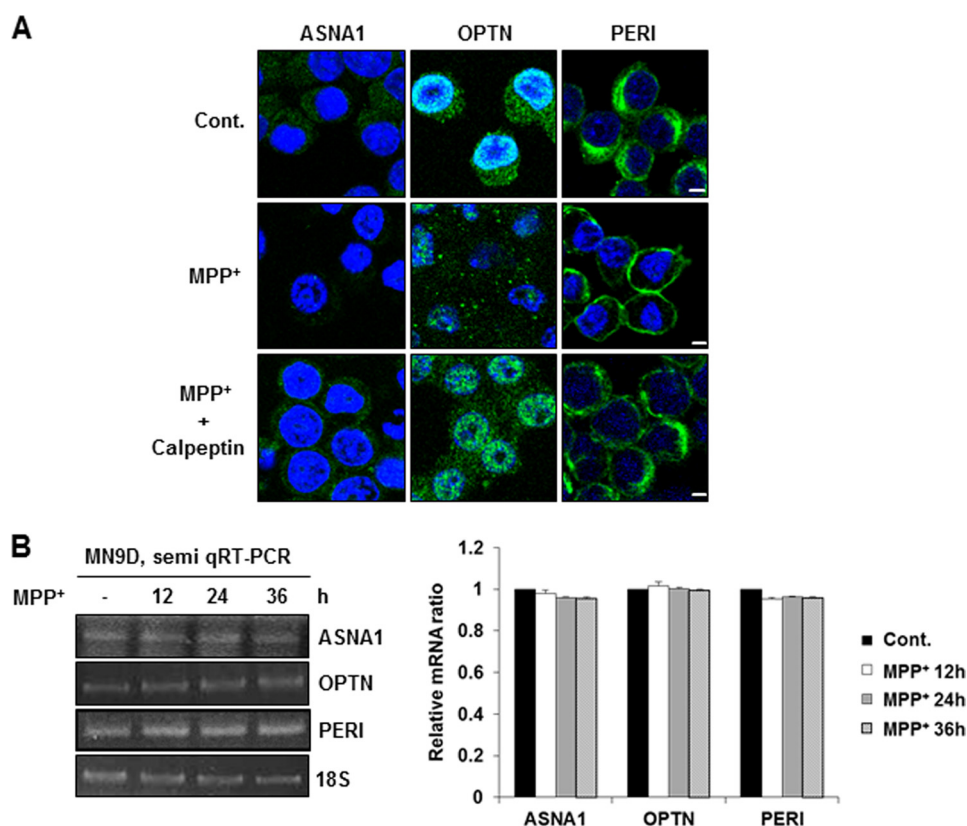 A
ASNA1 OPTN PERI
Cont.
MPP+
MPP+
+
Calpeptin
B
MN9D, semi qRT-PCR
MPP+ - 12 24 36 h
ASNA1
OPTN
PERI
18S
Relative mRNA ratio
1.2
1
0.8
0.6
0.4
0.2
0
ASNA1 OPTN PERI
Cont.
MPP+ 12h
MPP+ 24h
MPP+ 36h